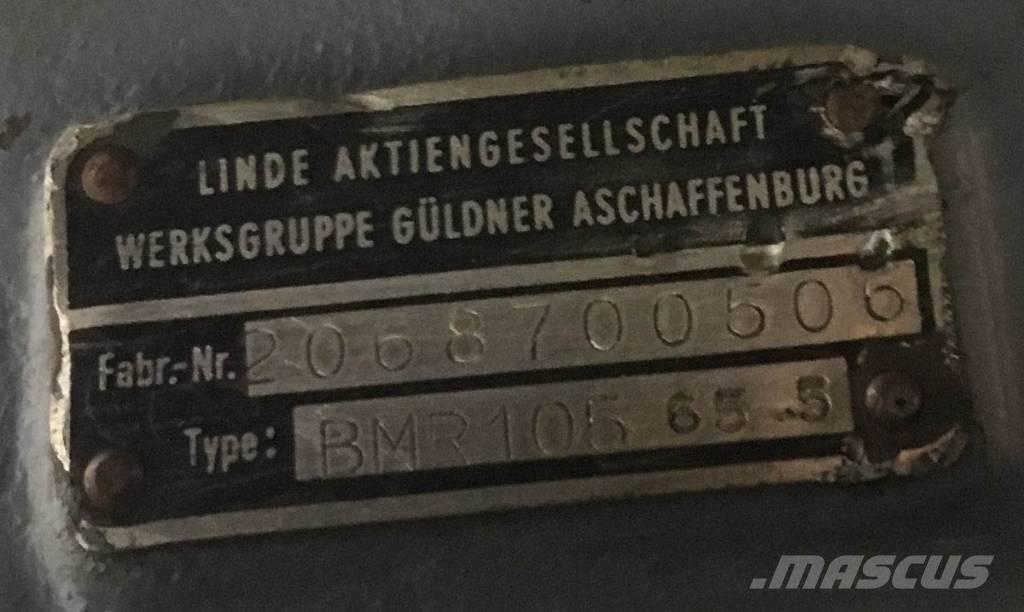 LINDE AKTIENGESELLSCHAFT
WERKSGRUPPE GÜLDNER ASCHAFFENBURG
Fabr.-Nr. 2068700506
Type: BMR105 65.5
.MASCUS